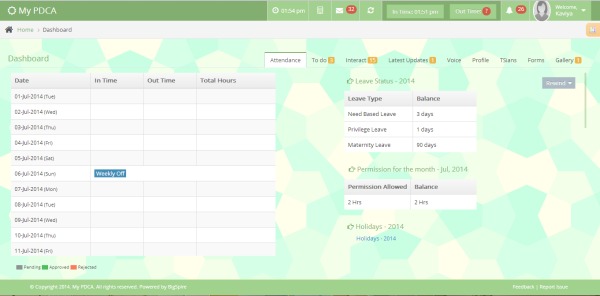 My PDCA
01:54 pm
32
In Time: 01:51 pm
Out Time: ?
26
Welcome,
Kaviya
Home > Dashboard
Dashboard
Attendance To do 3 Interact 15 Latest Updates 7 Voice Profile TSians Forms Gallery 1
Date In Time Out Time Total Hours
01-Jul-2014 (Tue)
02-Jul-2014 (Wed)
03-Jul-2014 (Thu)
04-Jul-2014 (Fri)
05-Jul-2014 (Sat)
06-Jul-2014 (Sun) Weekly Off
07-Jul-2014 (Mon)
08-Jul-2014 (Tue)
09-Jul-2014 (Wed)
10-Jul-2014 (Thu)
11-Jul-2014 (Fri)
Pending Approved Rejected
Leave Status - 2014
Leave Type Balance
Need Based Leave 3 days
Privilege Leave 1 days
Maternity Leave 90 days
Permission for the month - Jul, 2014
Permission Allowed Balance
2 Hrs 2 Hrs
Holidays - 2014
Holidays - 2014
© Copyright 2014, My PDCA. All rights reserved. Powered by BigSpire
Feedback | Report Issue